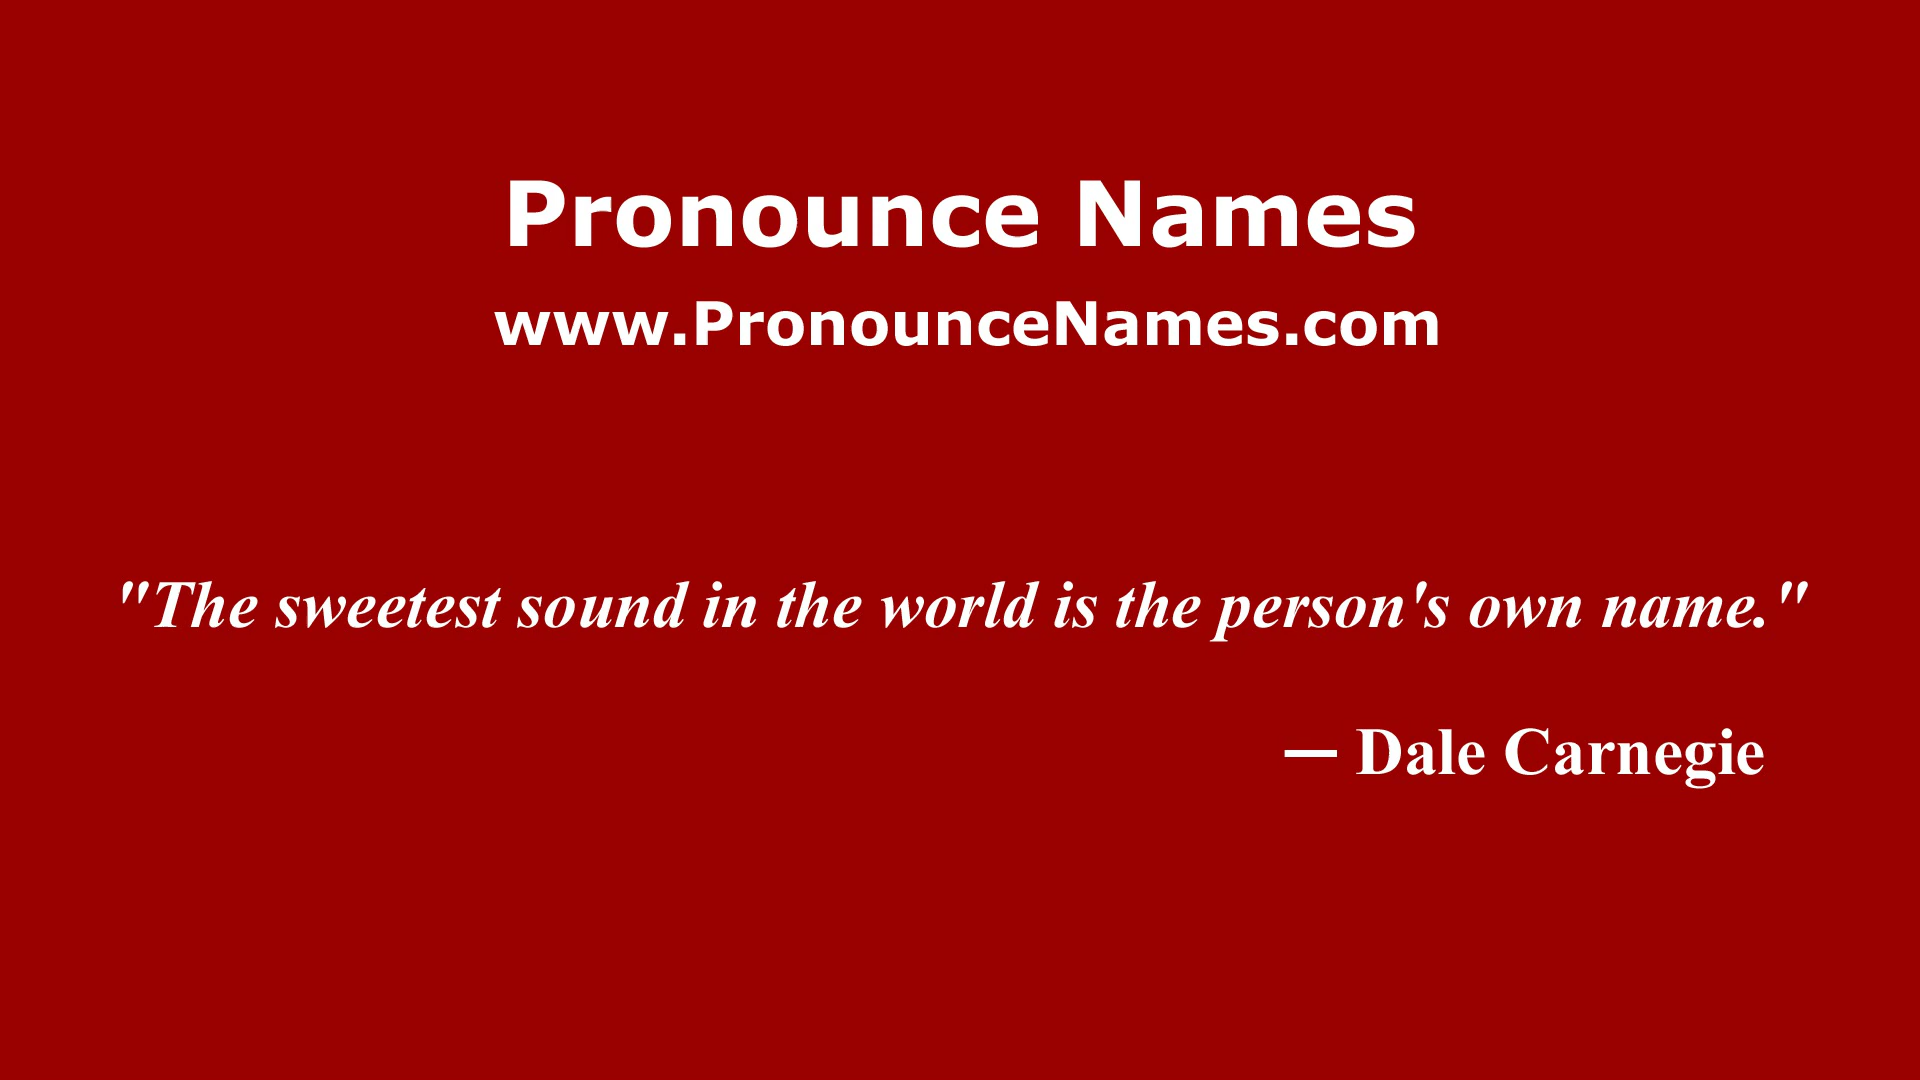 Pronounce Names
www.PronounceNames.com
"The sweetest sound in the world is the person's own name."
— Dale Carnegie